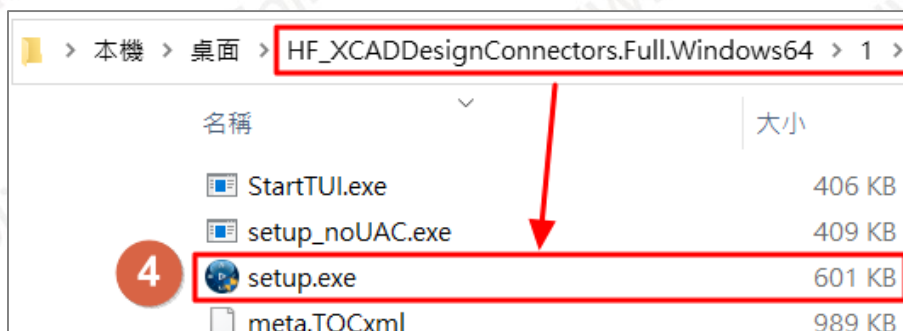 本機 > 桌面 > HF_XCADDesignConnectors.Full.Windows64 > 1 >
名稱 大小
StartTUI.exe 406 KB
setup_noUAC.exe 409 KB
4 setup.exe 601 KB
meta.TOCxml 989 KB